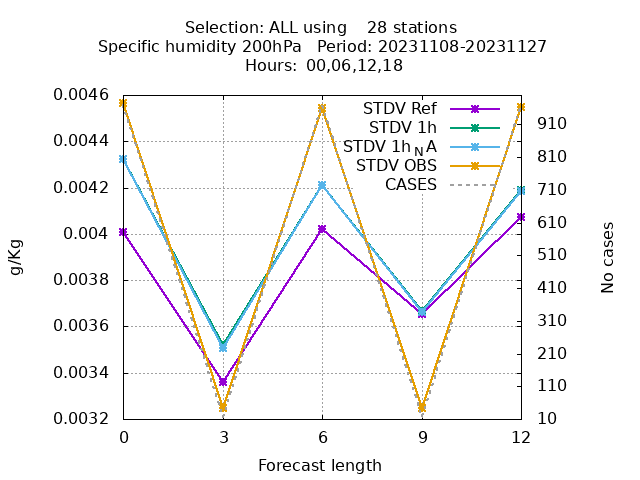 Selection: ALL using    28 stations
Specific humidity 200hPa   Period: 20231108-20231127
Hours:  00,06,12,18
STDV Ref
STDV 1h
STDV 1h_N A
STDV OBS
CASES
0.0046
0.0044
0.0042
0.004
0.0038
0.0036
0.0034
0.0032
g/Kg
910
810
710
610
510
410
310
210
110
10
No cases
0 3 6 9 12
Forecast length